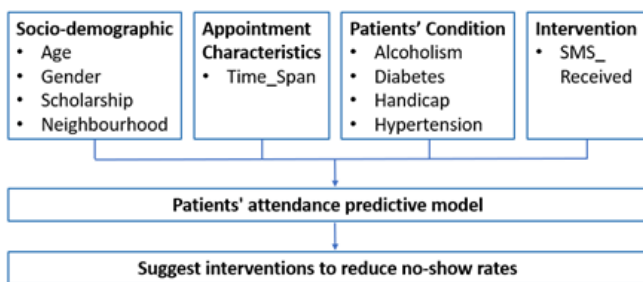 Socio-demographic
• Age
• Gender
• Scholarship
• Neighbourhood
Appointment
Characteristics
• Time_Span
Patients’ Condition
• Alcoholism
• Diabetes
• Handicap
• Hypertension
Intervention
• SMS_
Received
Patients' attendance predictive model
Suggest interventions to reduce no-show rates